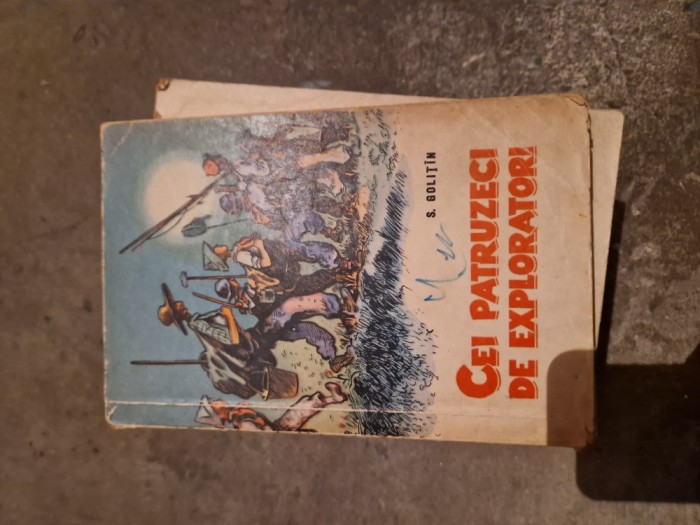 S. GOLIȚÎN
CEI PATRUZECI
DE EXPLORATORI